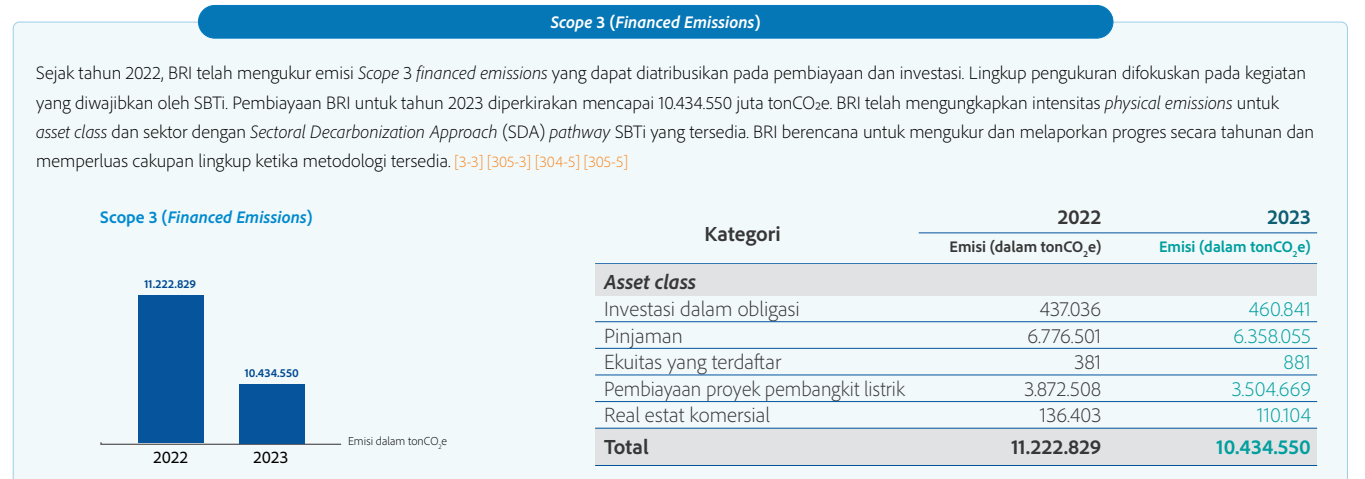 Scope 3 (Financed Emissions)
Sejak tahun 2022, BRI telah mengukur emisi Scope 3 financed emissions yang dapat diatribusikan pada pembiayaan dan investasi. Lingkup pengukuran difokuskan pada kegiatan
yang diwajibkan oleh SBTi. Pembiayaan BRI untuk tahun 2023 diperkirakan mencapai 10.434.550 juta tonCO₂e. BRI telah mengungkapkan intensitas physical emissions untuk
asset class dan sektor dengan Sectoral Decarbonization Approach (SDA) pathway SBTi yang tersedia. BRI berencana untuk mengukur dan melaporkan progres secara tahunan dan
memperluas cakupan lingkup ketika metodologi tersedia. [3-3] [305-3] [304-5] [305-5]
Scope 3 (Financed Emissions)
11.222.829
10.434.550
Emisi dalam tonCO₂e
2022 2023
Kategori 2022 2023
Emisi (dalam tonCO₂e) Emisi (dalam tonCO₂e)
Asset class
Investasi dalam obligasi 437.036 460.841
Pinjaman 6.776.501 6.358.055
Ekuitas yang terdaftar 381 881
Pembiayaan proyek pembangkit listrik 3.872.508 3.504.669
Real estat komersial 136.403 110.104
Total 11.222.829 10.434.550